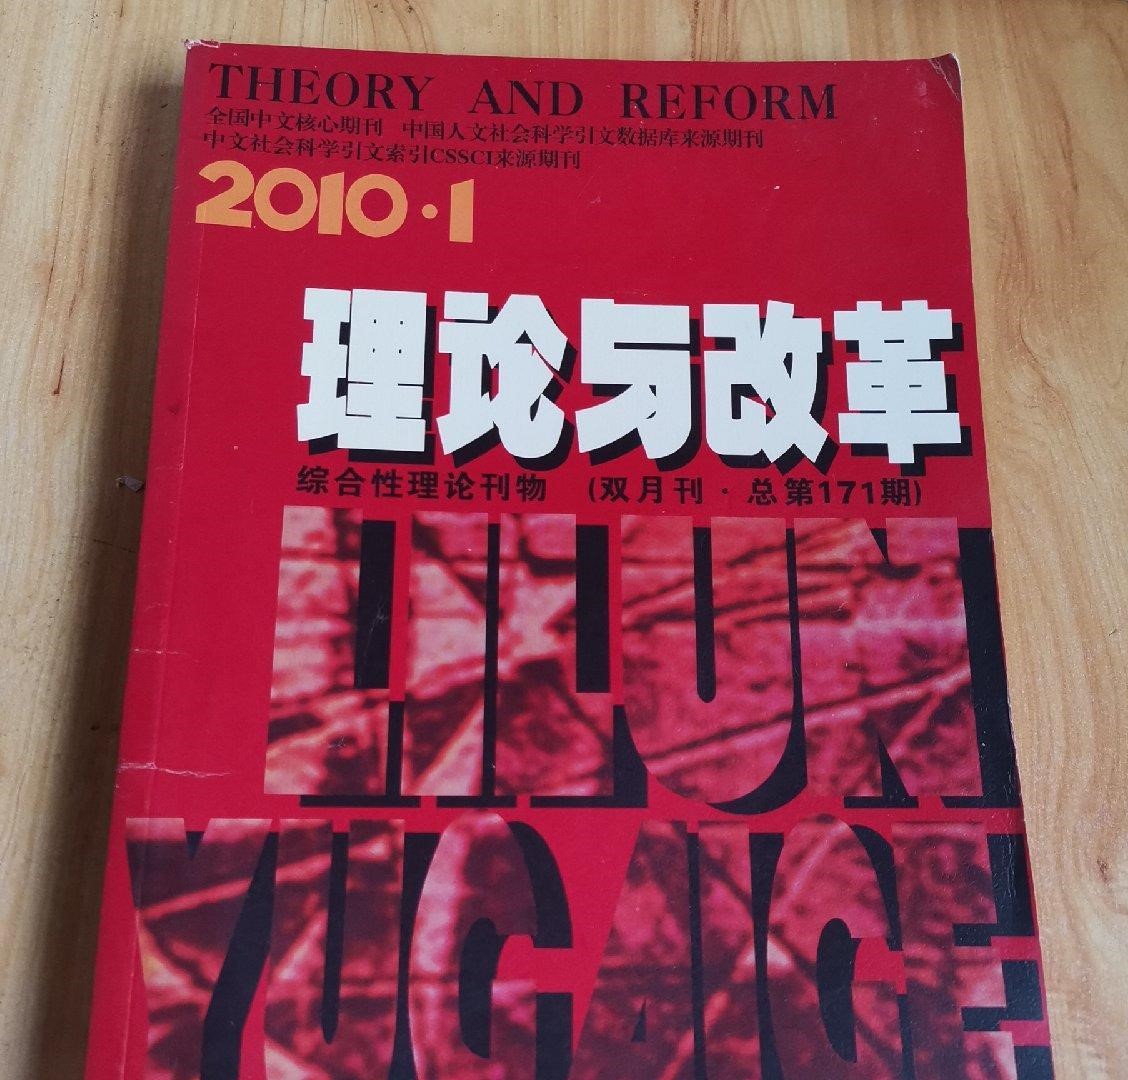 THEORY AND REFORM
全国中文核心期刊 中国人文社会科学引文数据库来源期刊
中文社会科学引文索引CSSCI来源期刊
2010·1
理论与改革
综合性理论刊物 (双月刊·总第171期)
LILUN
YUGAIGE